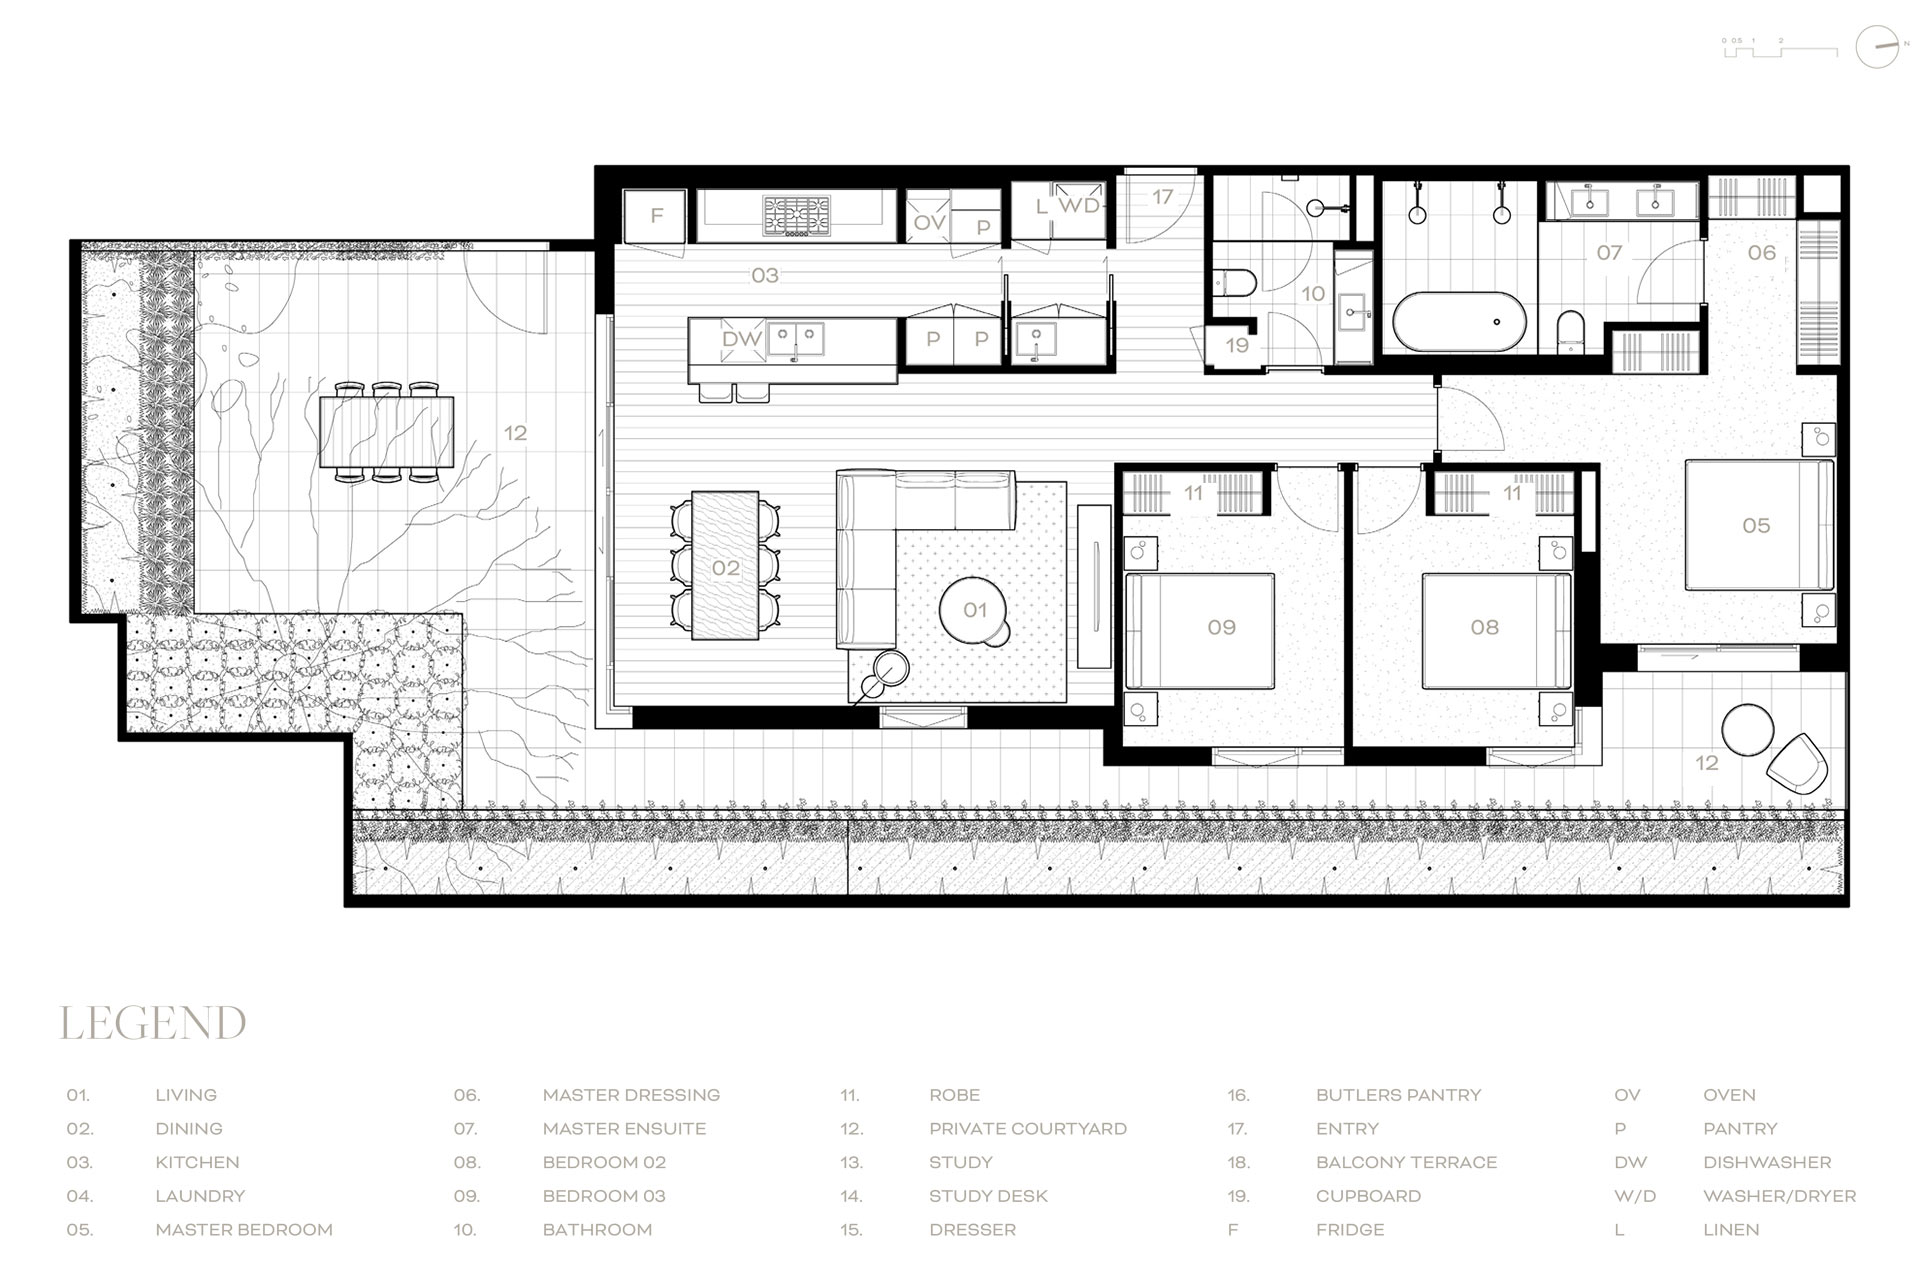 0 0.5 1 2
N
F
OV
P
L
WD
17
03
10
07
06
DW
P
P
19
12
11
11
02
01
09
08
05
12
LEGEND
01. LIVING
02. DINING
03. KITCHEN
04. LAUNDRY
05. MASTER BEDROOM
06. MASTER DRESSING
07. MASTER ENSUITE
08. BEDROOM 02
09. BEDROOM 03
10. BATHROOM
11. ROBE
12. PRIVATE COURTYARD
13. STUDY
14. STUDY DESK
15. DRESSER
16. BUTLERS PANTRY
17. ENTRY
18. BALCONY TERRACE
19. CUPBOARD
F FRIDGE
OV OVEN
P PANTRY
DW DISHWASHER
W/D WASHER/DRYER
L LINEN